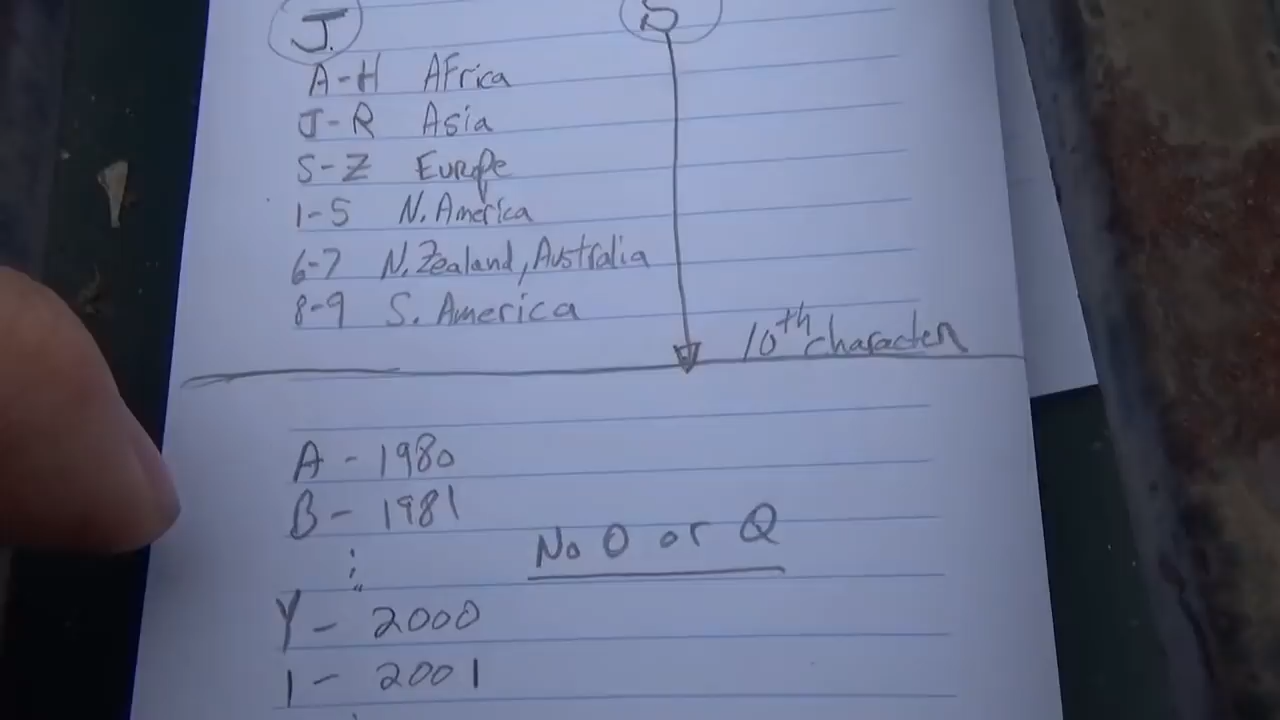 J. S
A-H Africa
J-R Asia
S-Z Europe
1-5 N. America
6-7 N. Zealand, Australia
8-9 S. America
10th character
A - 1980
B - 1981
No O or Q
Y - 2000
1 - 2001